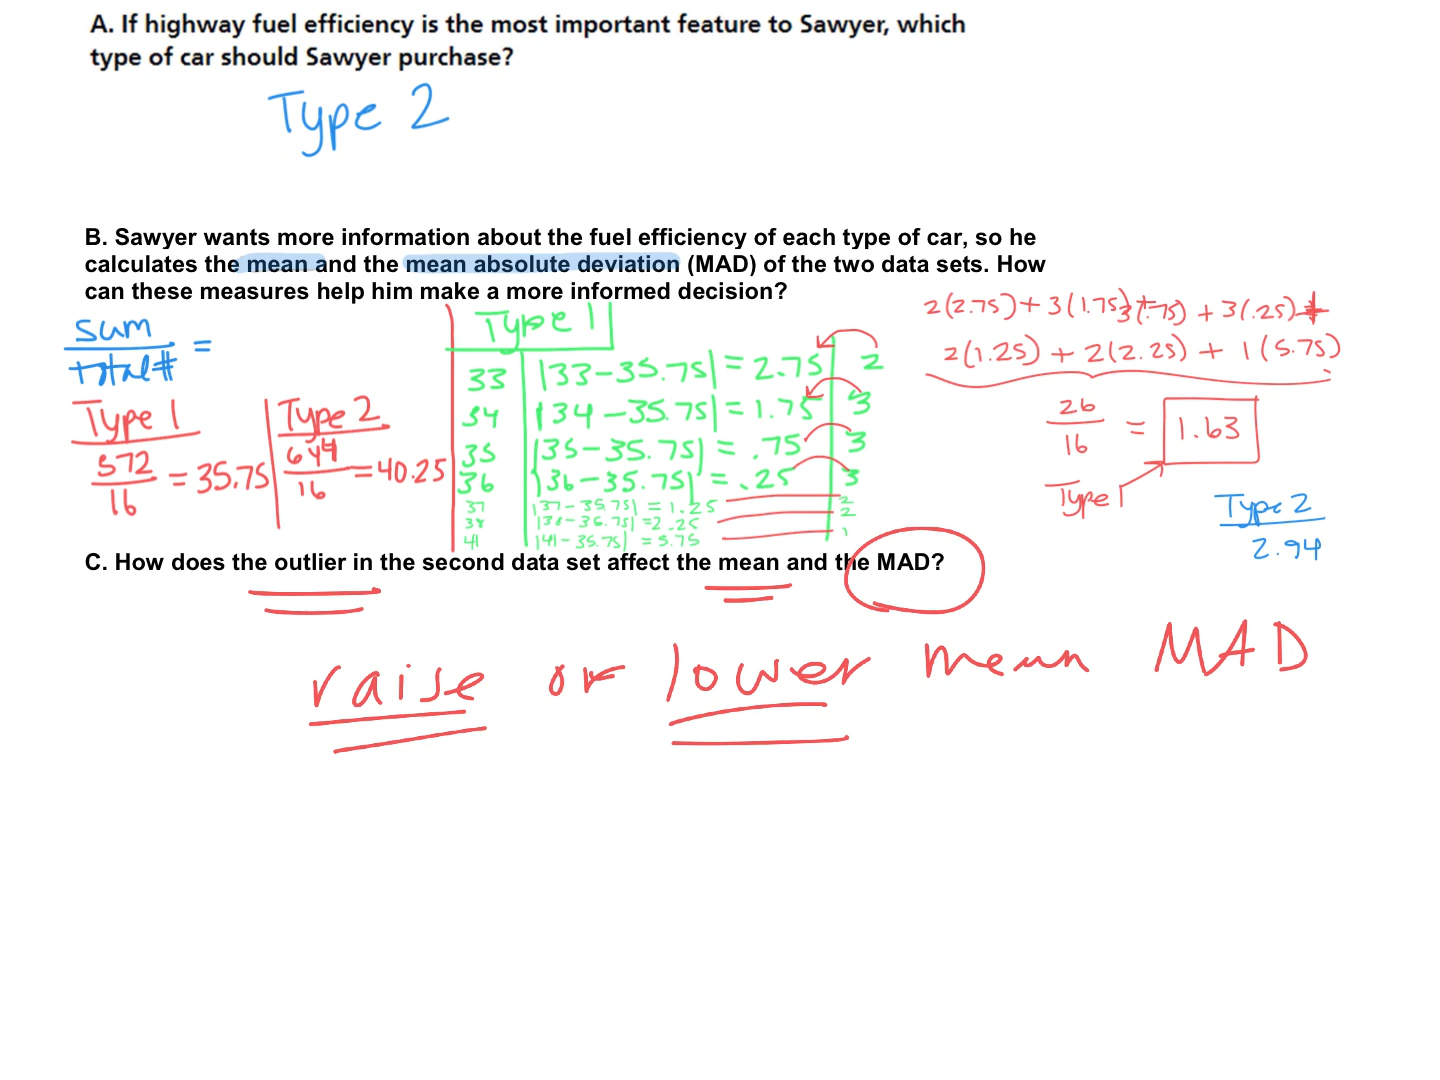 A. If highway fuel efficiency is the most important feature to Sawyer, which
type of car should Sawyer purchase?
Type 2
B. Sawyer wants more information about the fuel efficiency of each type of car, so he
calculates the mean and the mean absolute deviation (MAD) of the two data sets. How
can these measures help him make a more informed decision?
sum
total #
=
Type 1
572
16
= 35.75
Type 2
644
16
= 40.25
Type 1
33 |33-35.75| = 2.75 2
34 |34-35.75| = 1.75 3
35 |35-35.75| = .75 3
36 |36-35.75| = .25 3
37 |37-35.75| = 1.25 2
38 =2.25 2
41 |41-35.75| = 5.75 1
2(2.75)+3(1.75)+3(.75)+3(.25)+
2(1.25)+2(2.25)+1(5.75)
26
16
= 1.63
Type 1
Type 2
2.94
C. How does the outlier in the second data set affect the mean and the MAD?
raise or lower mean MAD